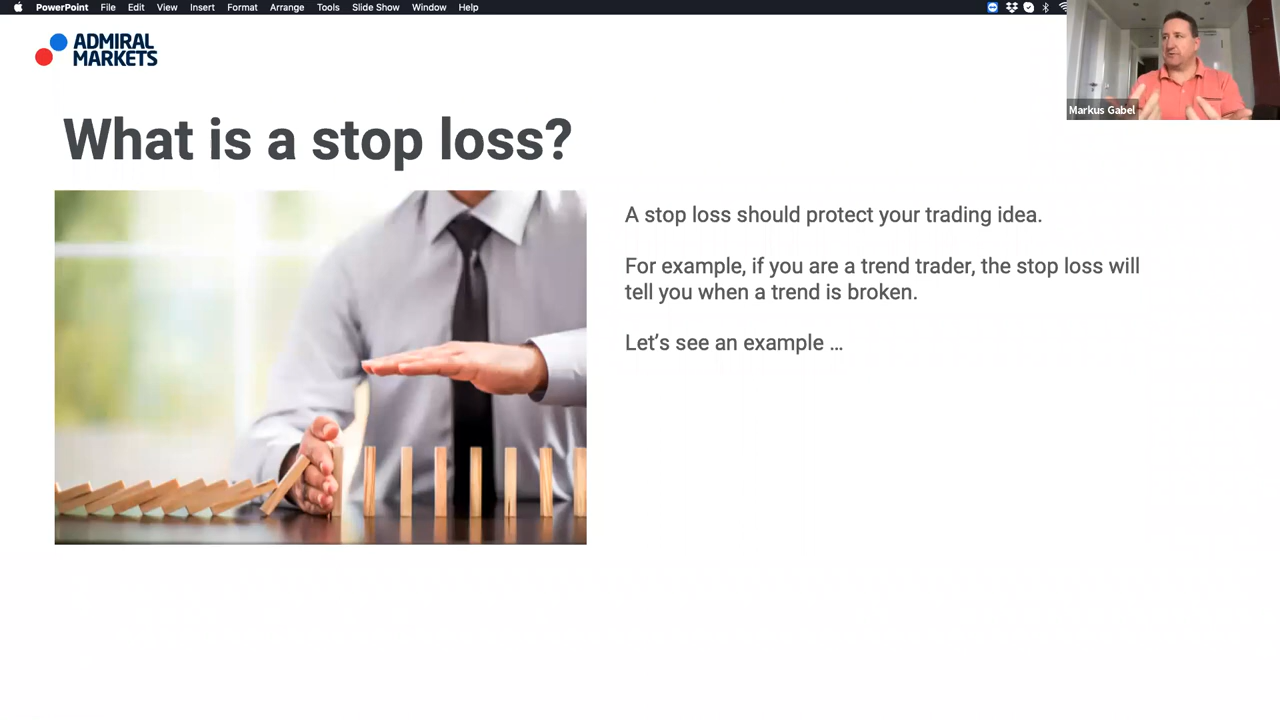 PowerPoint File Edit View Insert Format Arrange Tools Slide Show Window Help
ADMIRAL
MARKETS
Markus Gabel
What is a stop loss?
A stop loss should protect your trading idea.
For example, if you are a trend trader, the stop loss will
tell you when a trend is broken.
Let’s see an example ...